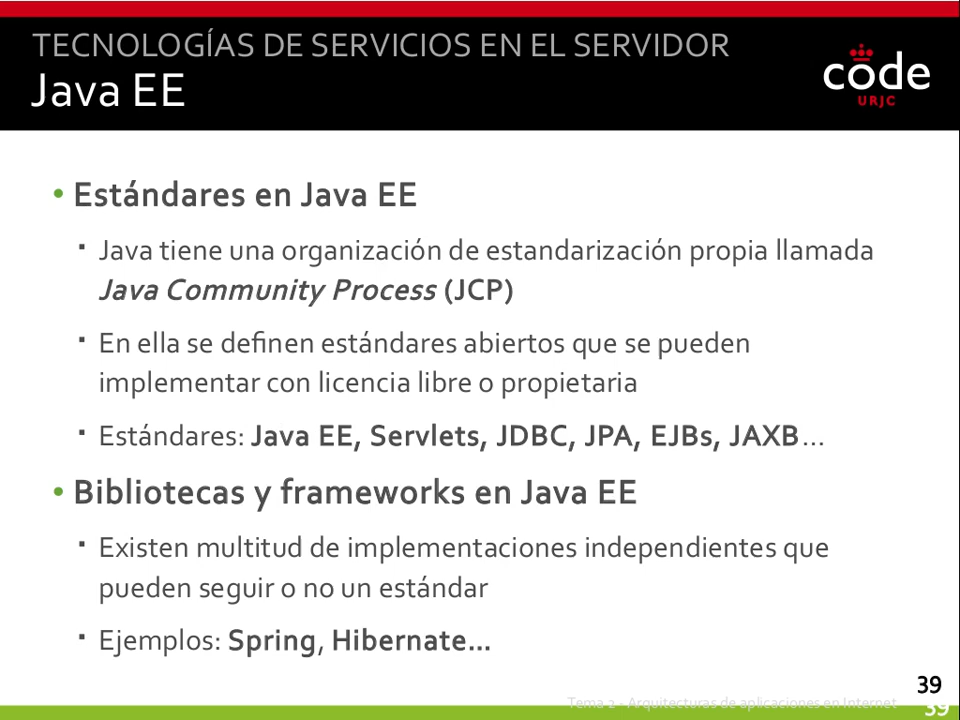 TECNOLOGÍAS DE SERVICIOS EN EL SERVIDOR
Java EE
code
URJC
• Estándares en Java EE
▪ Java tiene una organización de estandarización propia llamada
Java Community Process (JCP)
▪ En ella se definen estándares abiertos que se pueden
implementar con licencia libre o propietaria
▪ Estándares: Java EE, Servlets, JDBC, JPA, EJBs, JAXB...
• Bibliotecas y frameworks en Java EE
▪ Existen multitud de implementaciones independientes que
pueden seguir o no un estándar
▪ Ejemplos: Spring, Hibernate...
39
Tema 2 - Arquitecturas de aplicaciones en Internet
39